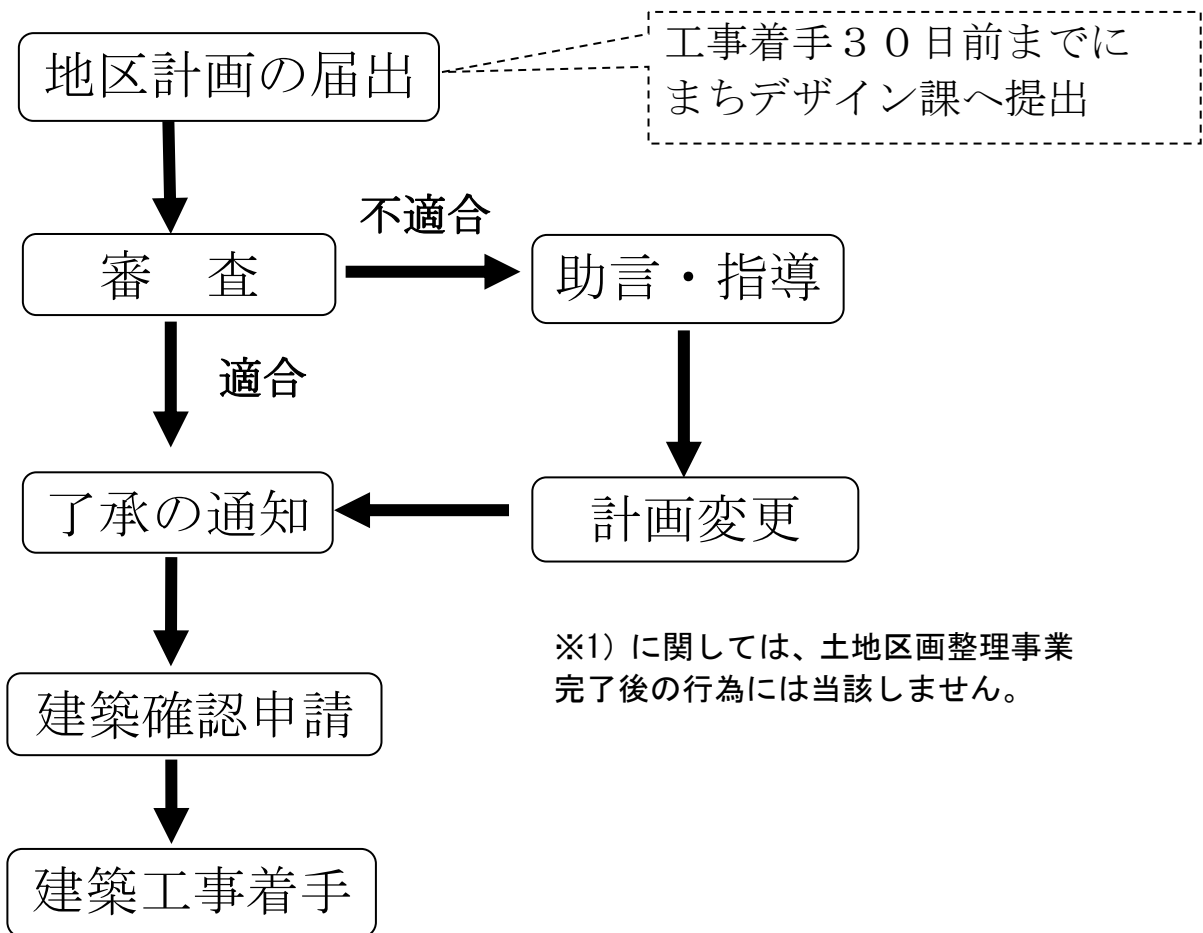 地区計画の届出
工事着手３０日前までに
まちデザイン課へ提出
不適合
審　査
助言・指導
適合
了承の通知
計画変更
※1）に関しては、土地区画整理事業
完了後の行為には当該しません。
建築確認申請
建築工事着手